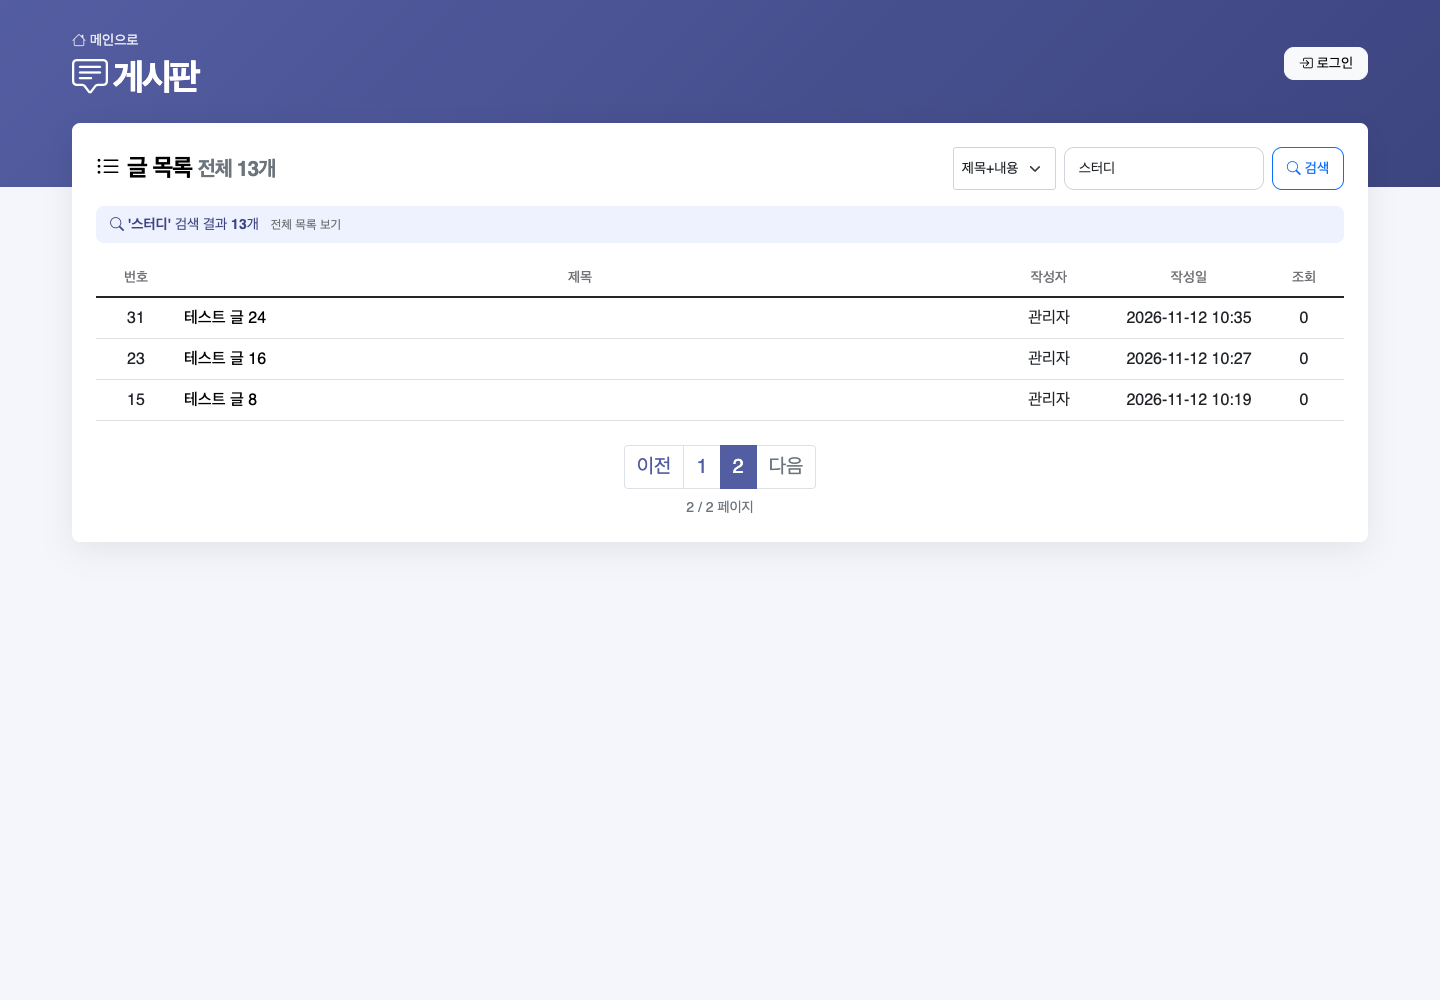 메인으로
게시판
로그인
글 목록 전체 13개
제목+내용
스터디
검색
'스터디' 검색 결과 13개 전체 목록 보기
번호 제목 작성자 작성일 조회
31 테스트 글 24 관리자 2026-11-12 10:35 0
23 테스트 글 16 관리자 2026-11-12 10:27 0
15 테스트 글 8 관리자 2026-11-12 10:19 0
이전 1 2 다음
2 / 2 페이지